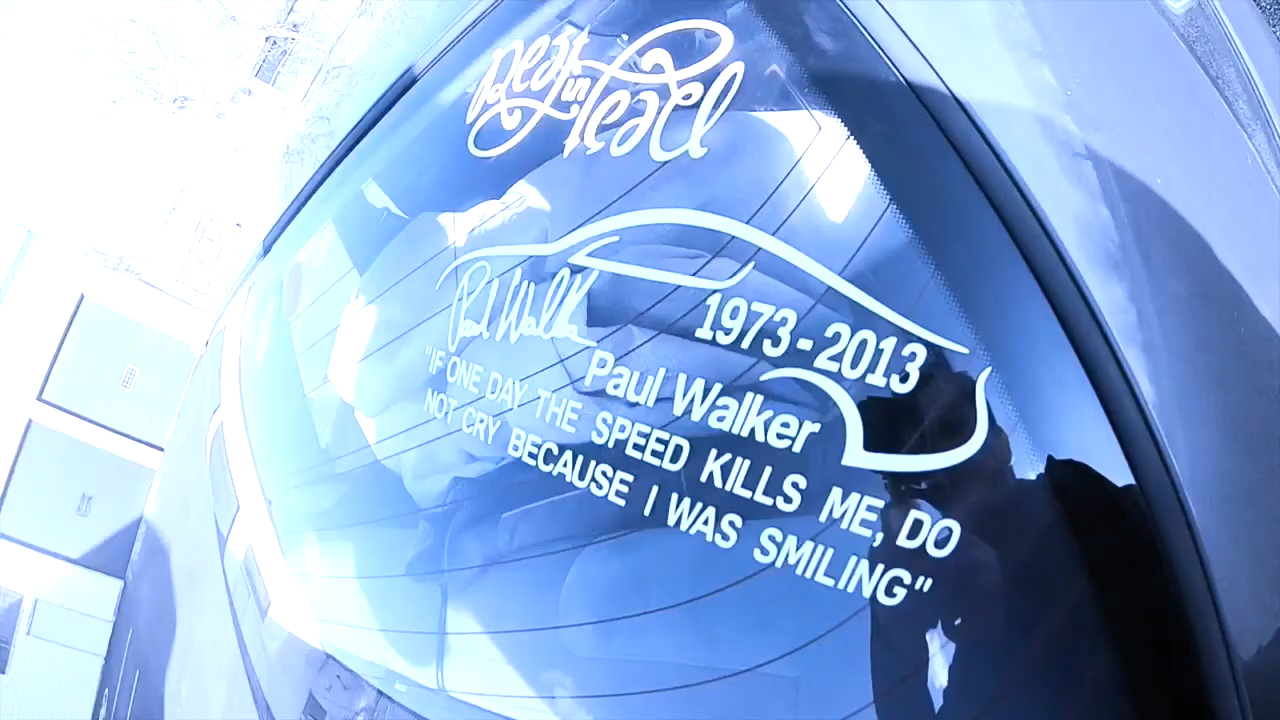 Rest
in
Peace
1973-2013
Paul Walker
Paul Walker
"IF ONE DAY THE SPEED KILLS ME, DO
NOT CRY BECAUSE I WAS SMILING"